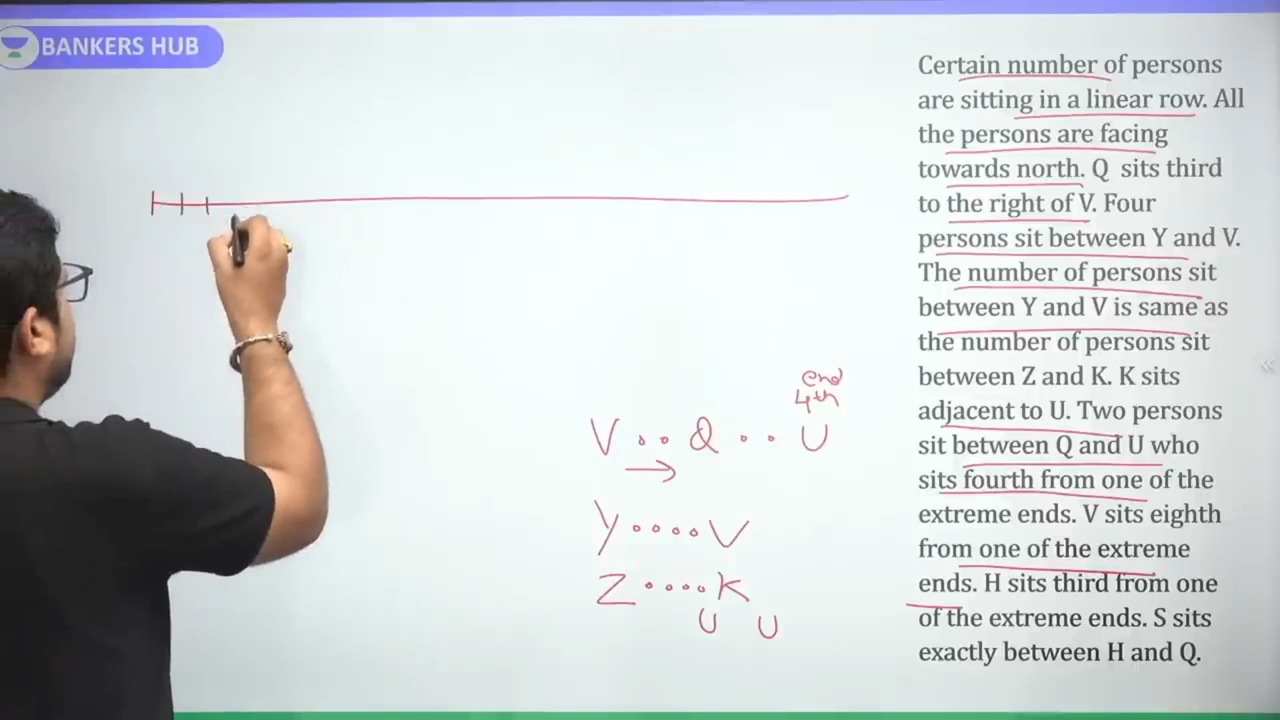 BANKERS HUB
Certain number of persons
are sitting in a linear row. All
the persons are facing
towards north. Q sits third
to the right of V. Four
persons sit between Y and V.
The number of persons sit
between Y and V is same as
the number of persons sit
between Z and K. K sits
adjacent to U. Two persons
sit between Q and U who
sits fourth from one of the
extreme ends. V sits eighth
from one of the extreme
ends. H sits third from one
of the extreme ends. S sits
exactly between H and Q.
end
4th
V • • Q • • U
Y • • • • V
Z • • • • K
U U